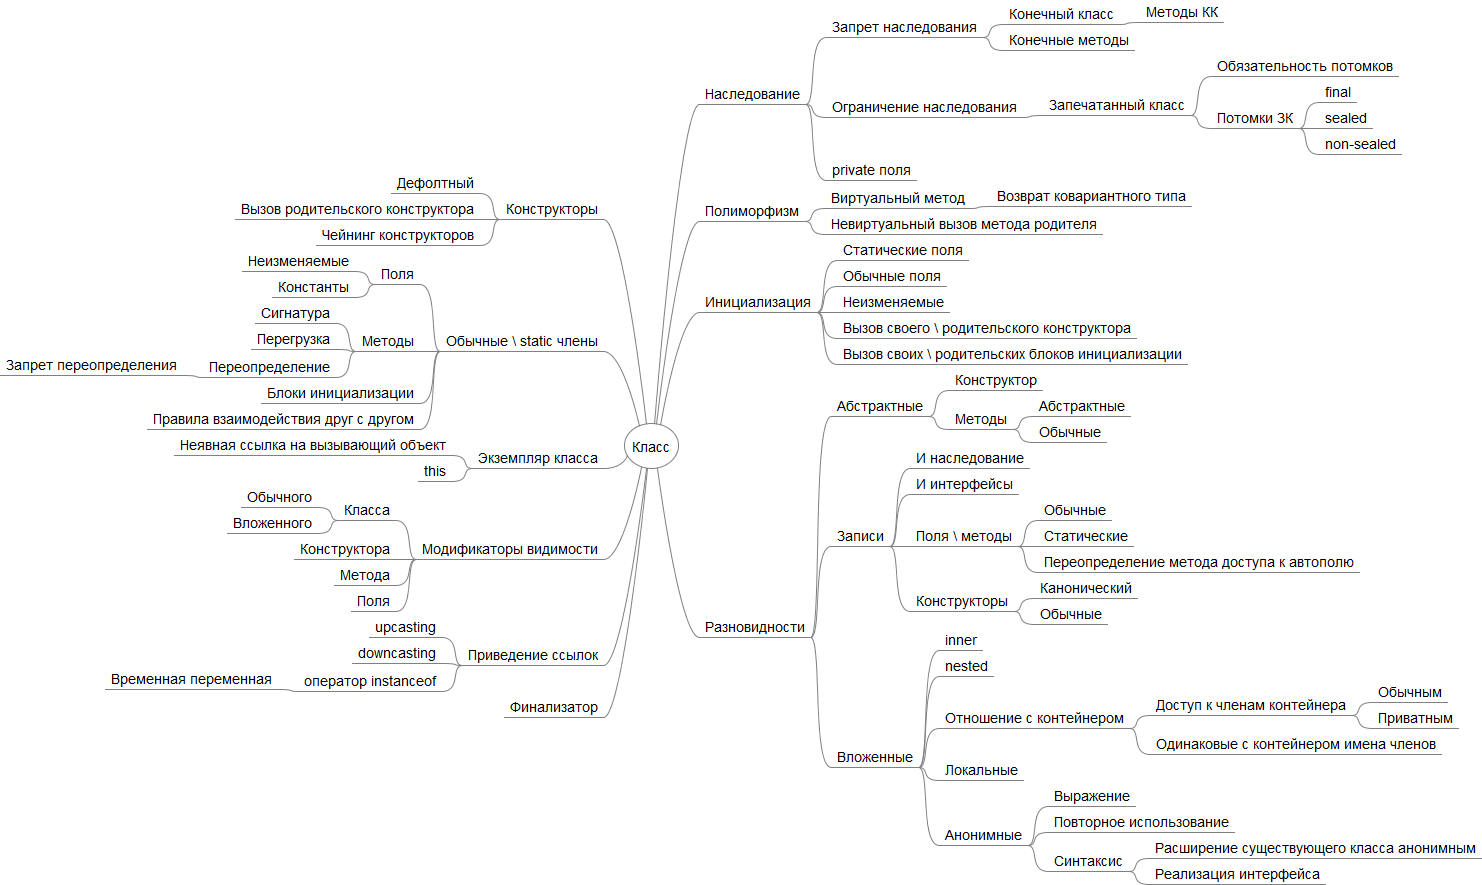 Класс
Конструкторы
Дефолтный
Вызов родительского конструктора
Чейнинг конструкторов
Обычные \ static члены
Поля
Неизменяемые
Константы
Методы
Сигнатура
Перегрузка
Переопределение
Запрет переопределения
Блоки инициализации
Правила взаимодействия друг с другом
Экземпляр класса
Неявная ссылка на вызывающий объект
this
Модификаторы видимости
Класса
Обычного
Вложенного
Конструктора
Метода
Поля
Приведение ссылок
upcasting
downcasting
оператор instanceof
Временная переменная
Финализатор
Наследование
Запрет наследования
Конечный класс
Методы КК
Конечные методы
Ограничение наследования
Запечатанный класс
Обязательность потомков
Потомки ЗК
final
sealed
non-sealed
private поля
Полиморфизм
Виртуальный метод
Возврат ковариантного типа
Невиртуальный вызов метода родителя
Инициализация
Статические поля
Обычные поля
Неизменяемые
Вызов своего \ родительского конструктора
Вызов своих \ родительских блоков инициализации
Разновидности
Абстрактные
Конструктор
Методы
Абстрактные
Обычные
Записи
И наследование
И интерфейсы
Поля \ методы
Обычные
Статические
Переопределение метода доступа к автополю
Конструкторы
Канонический
Обычные
Вложенные
inner
nested
Отношение с контейнером
Доступ к членам контейнера
Обычным
Приватным
Одинаковые с контейнером имена членов
Локальные
Анонимные
Выражение
Повторное использование
Синтаксис
Расширение существующего класса анонимным
Реализация интерфейса